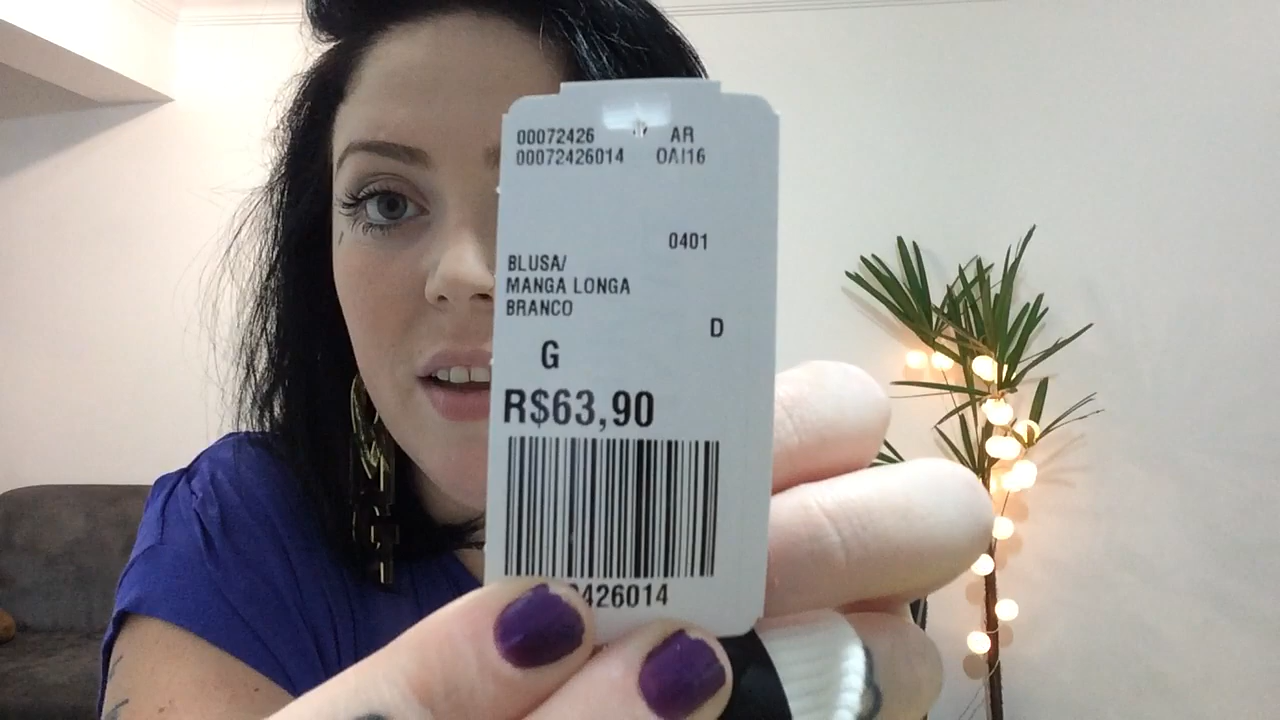 00072426 AR
00072426014 OAI16
0401
BLUSA/
MANGA LONGA
BRANCO
D
G
R$63,90
426014